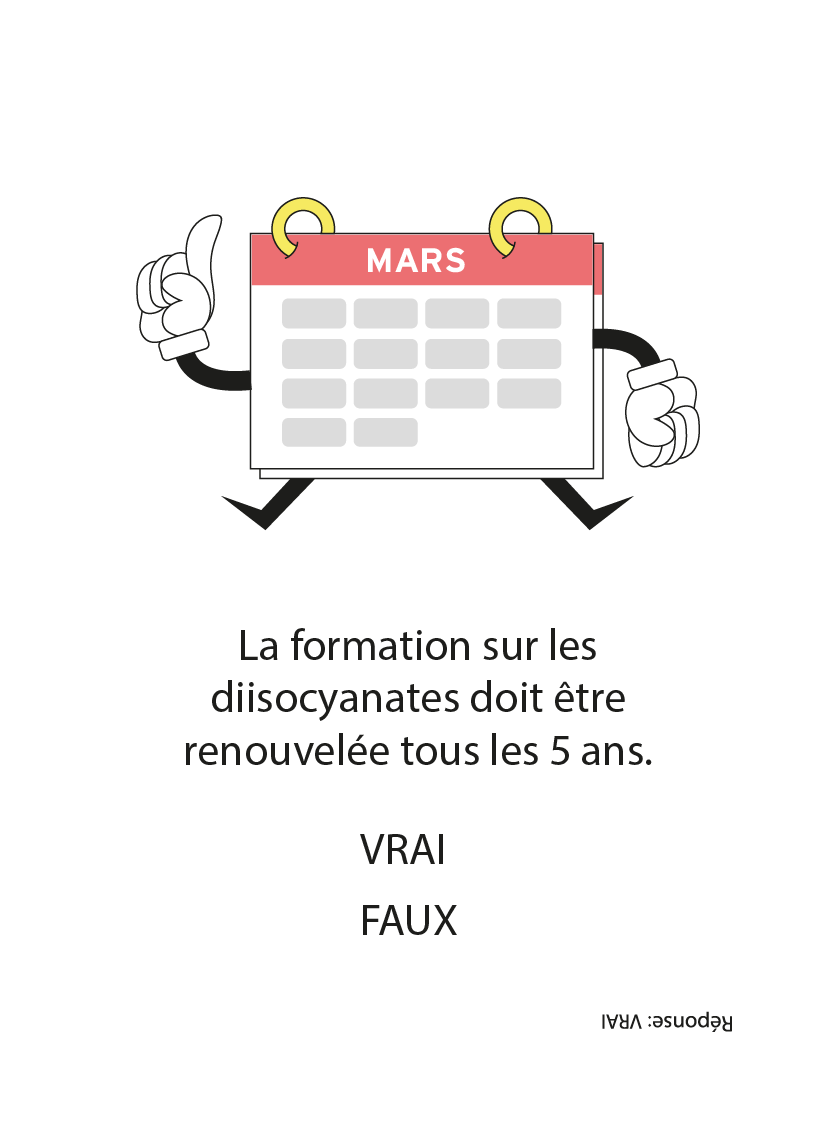 MARS
La formation sur les
diisocyanates doit être
renouvelée tous les 5 ans.
VRAI
FAUX
Réponse: VRAI